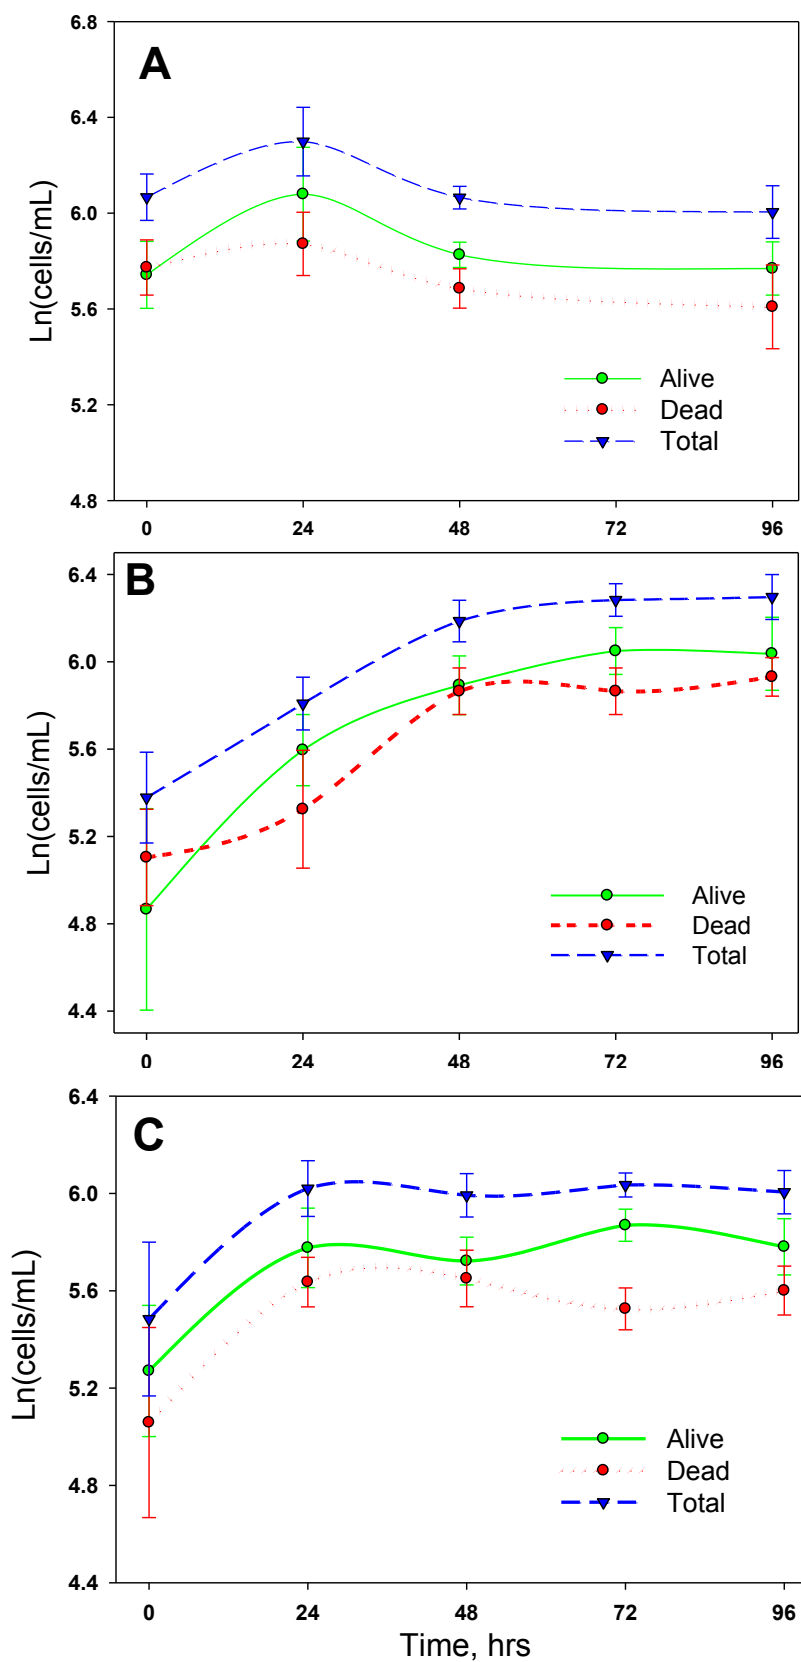 A
6.8
6.4
6.0
5.6
5.2
4.8
Ln(cells/mL)
Alive
Dead
Total
0 24 48 72 96
B
6.4
6.0
5.6
5.2
4.8
4.4
Ln(cells/mL)
Alive
Dead
Total
0 24 48 72 96
C
6.4
6.0
5.6
5.2
4.8
4.4
Ln(cells/mL)
Alive
Dead
Total
0 24 48 72 96
Time, hrs